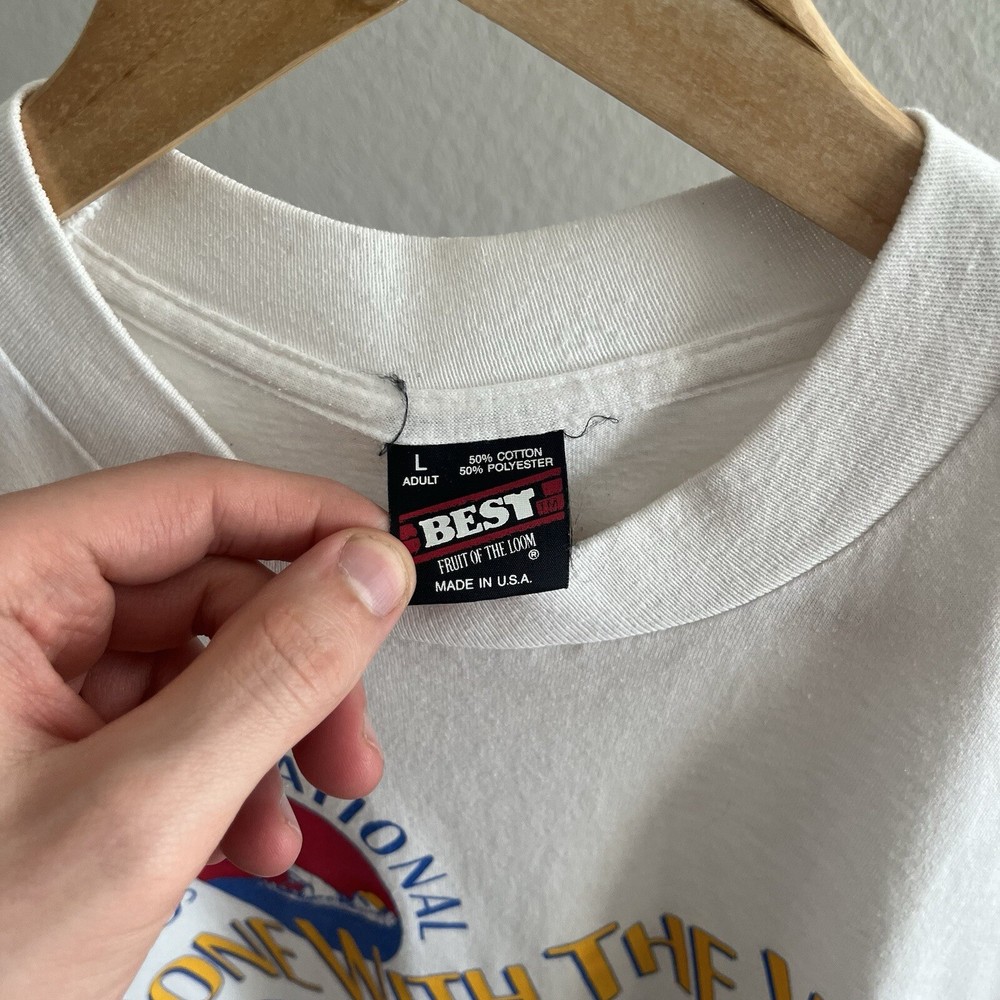 L
ADULT
50% COTTON
50% POLYESTER
BEST
FRUIT OF THE LOOM ®
MADE IN U.S.A.
ATIONAL
ONE WITH THE